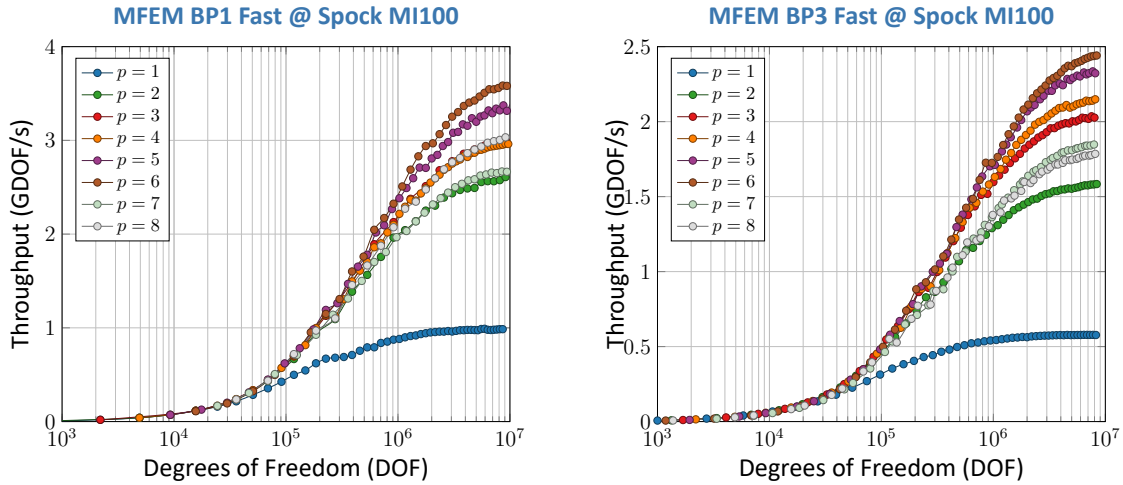 MFEM BP1 Fast @ Spock MI100
Throughput (GDOF/s)
4
3
2
1
0
p = 1
p = 2
p = 3
p = 4
p = 5
p = 6
p = 7
p = 8
10^3 10^4 10^5 10^6 10^7
Degrees of Freedom (DOF)
MFEM BP3 Fast @ Spock MI100
Throughput (GDOF/s)
2.5
2
1.5
1
0.5
0
p = 1
p = 2
p = 3
p = 4
p = 5
p = 6
p = 7
p = 8
10^3 10^4 10^5 10^6 10^7
Degrees of Freedom (DOF)